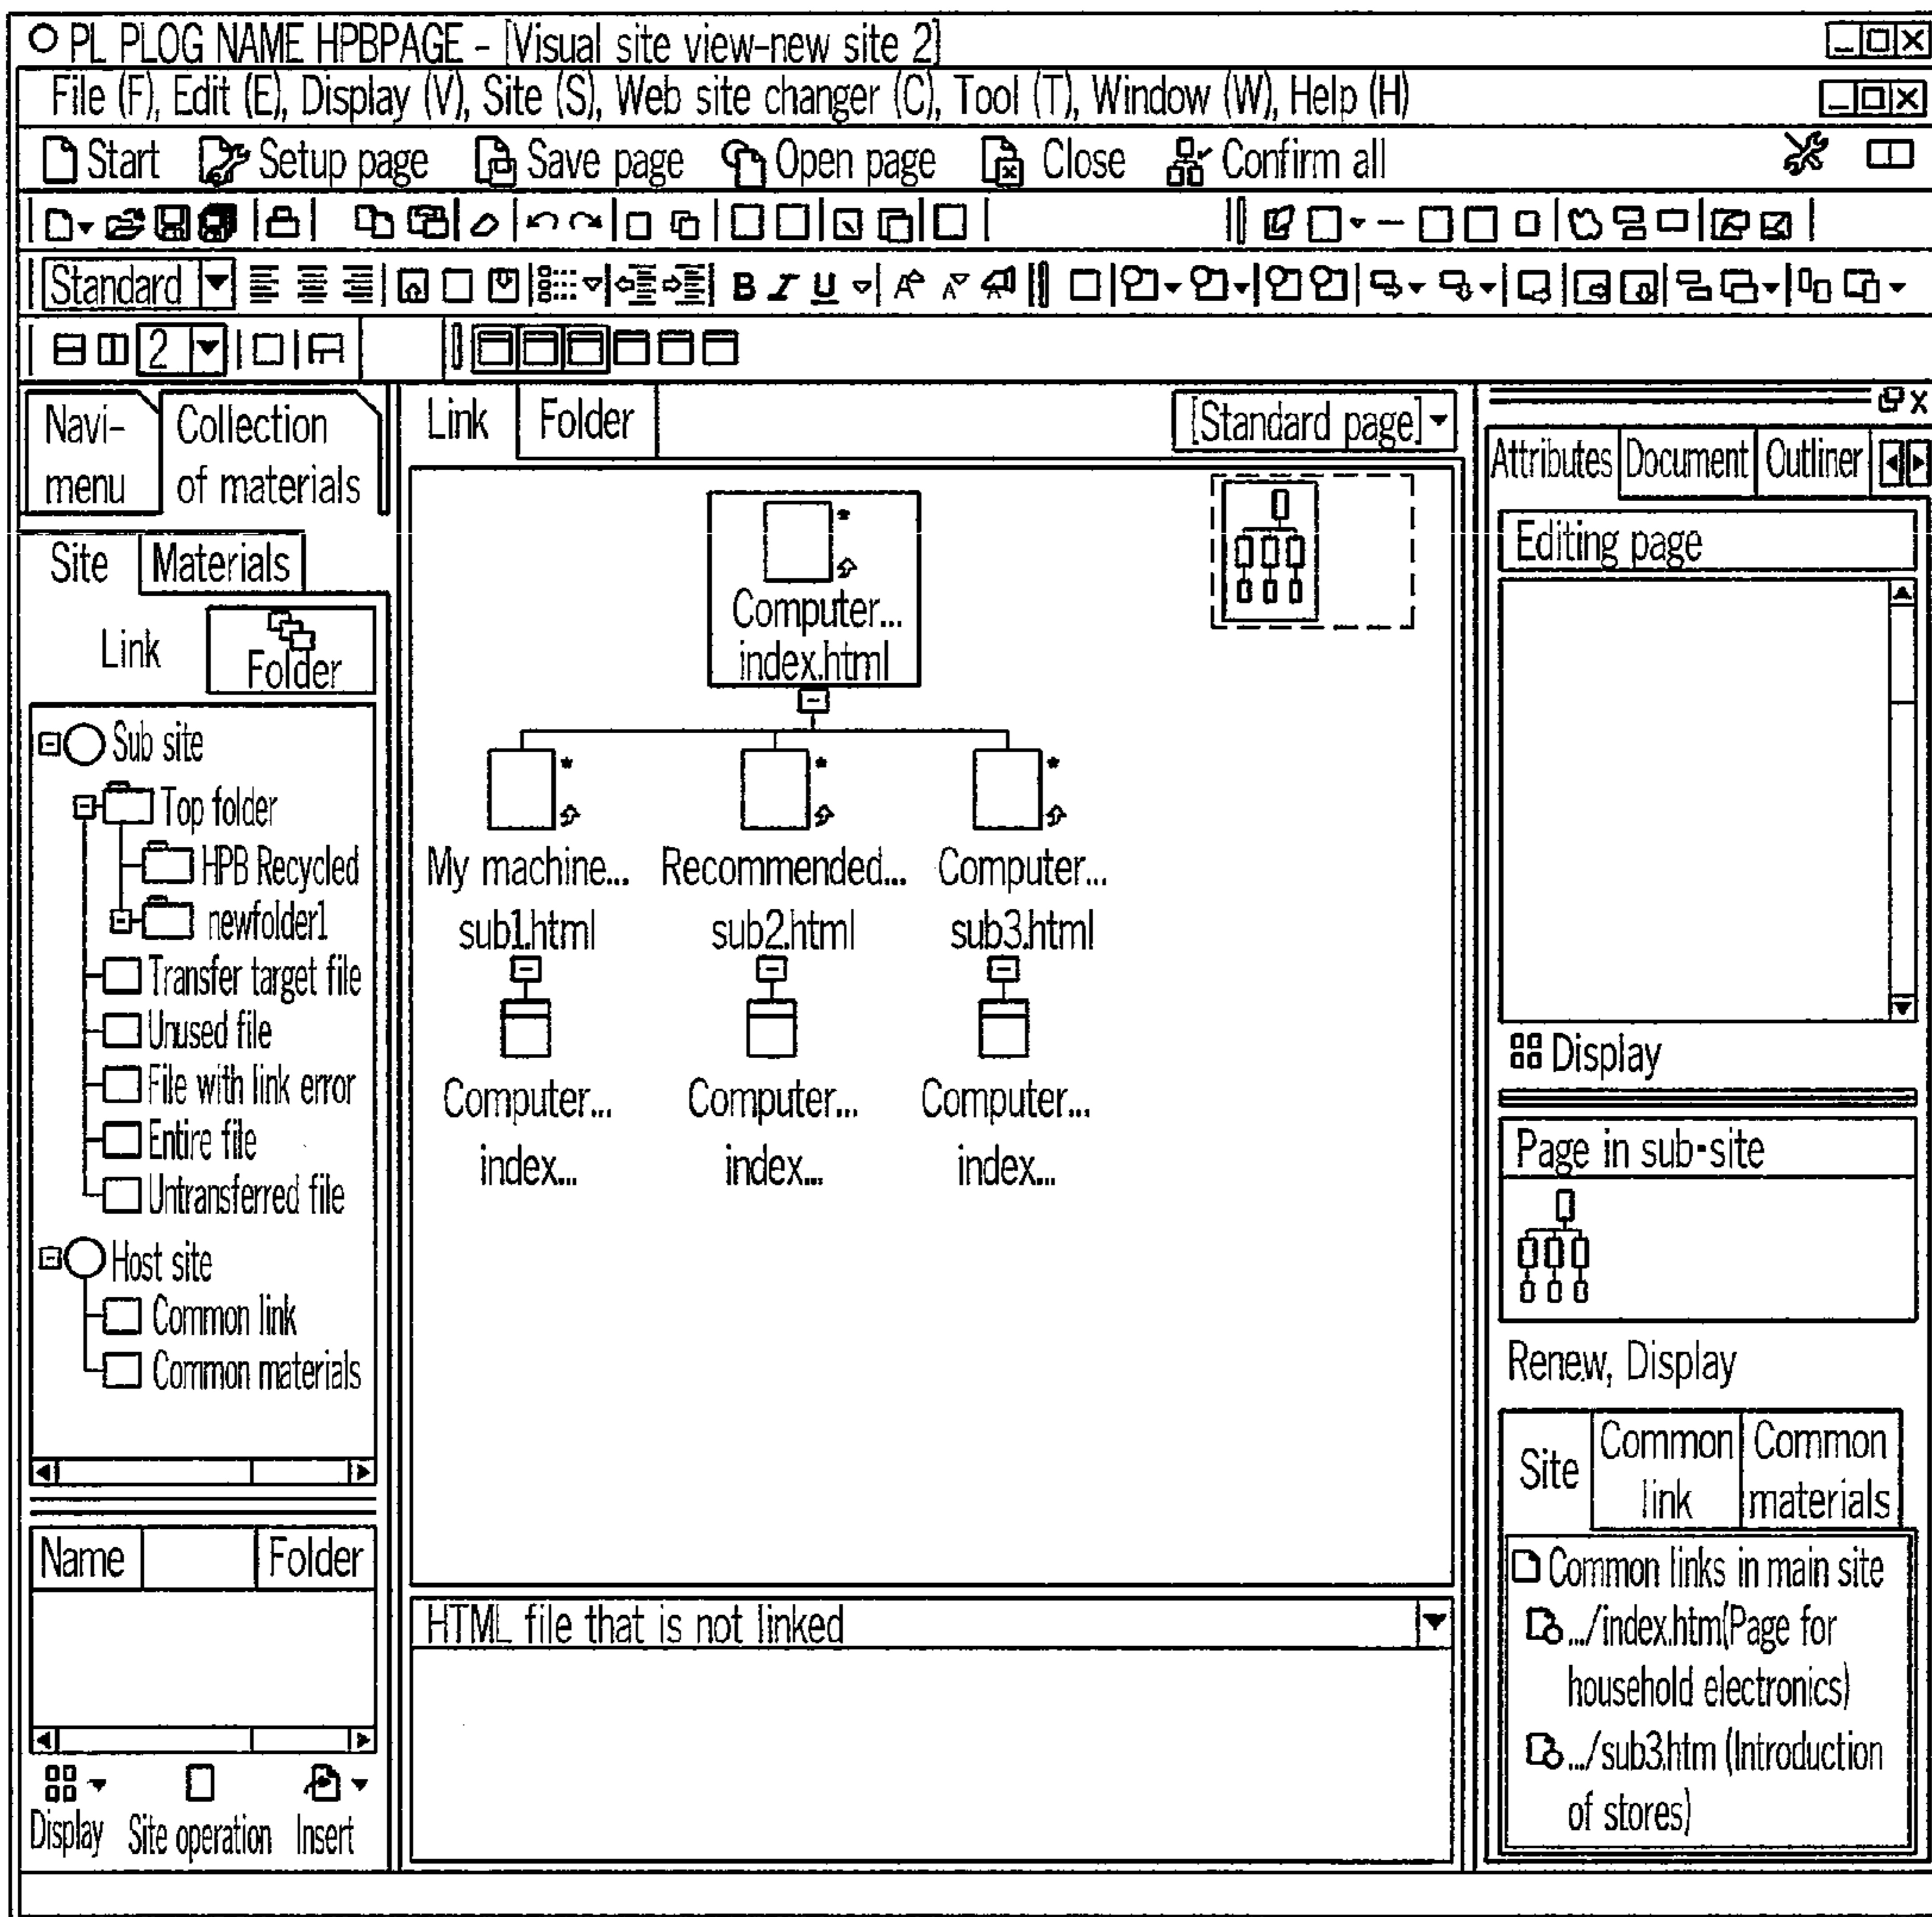 PL PLOG NAME HPBPAGE - [Visual site view-new site 2]
File (F), Edit (E), Display (V), Site (S), Web site changer (C), Tool (T), Window (W), Help (H)
Start Setup page Save page Open page Close Confirm all
Standard B I U A A
2
Navi-
menu
Collection
of materials
Site Materials
Link Folder
Sub site
Top folder
HPB Recycled
newfolder1
Transfer target file
Unused file
File with link error
Entire file
Untransferred file
Host site
Common link
Common materials
Name Folder
Display Site operation Insert
Link Folder [Standard page]
Computer...
index.html
My machine... Recommended... Computer...
sub1.html sub2.html sub3.html
Computer... Computer... Computer...
index... index... index...
HTML file that is not linked
Attributes Document Outliner
Editing page
Display
Page in sub-site
Renew, Display
Site
Common
link
Common
materials
Common links in main site
.../index.htm(Page for
household electronics)
.../sub3.htm (Introduction
of stores)